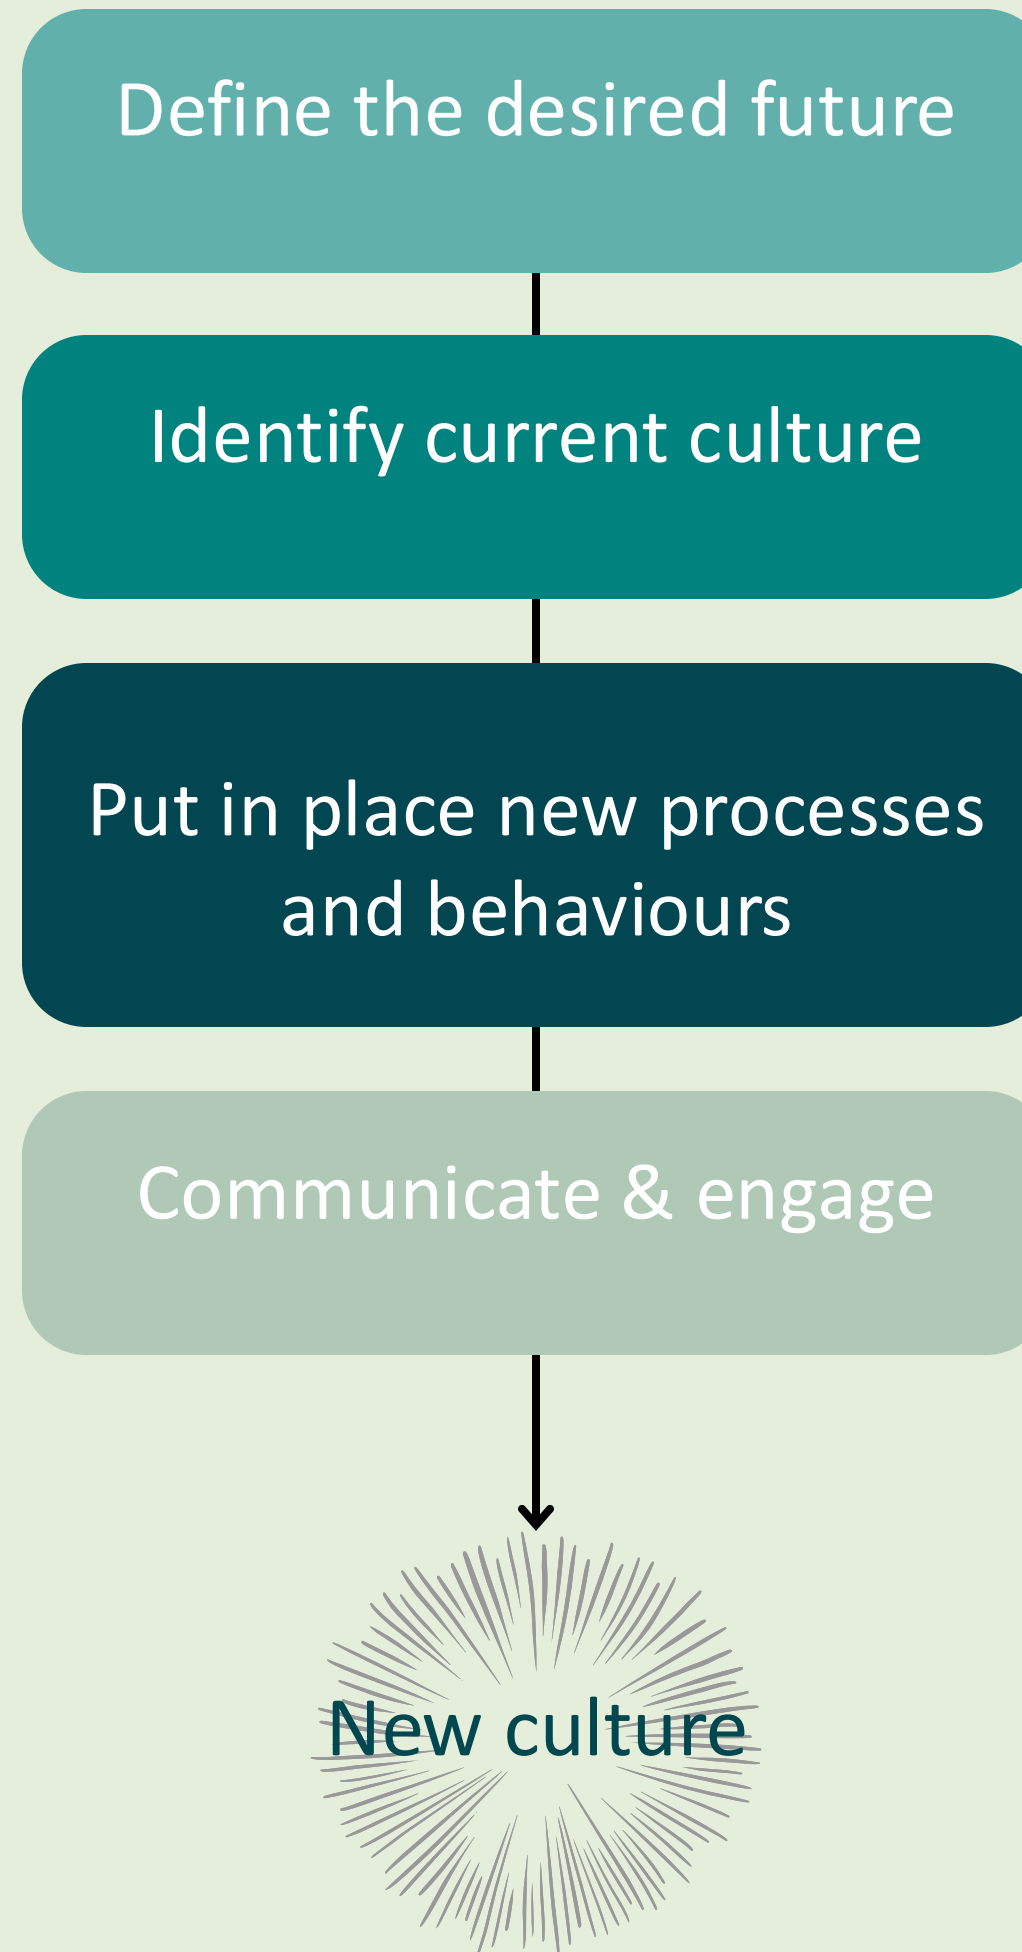 Define the desired future
Identify current culture
Put in place new processes
and behaviours
Communicate & engage
New culture